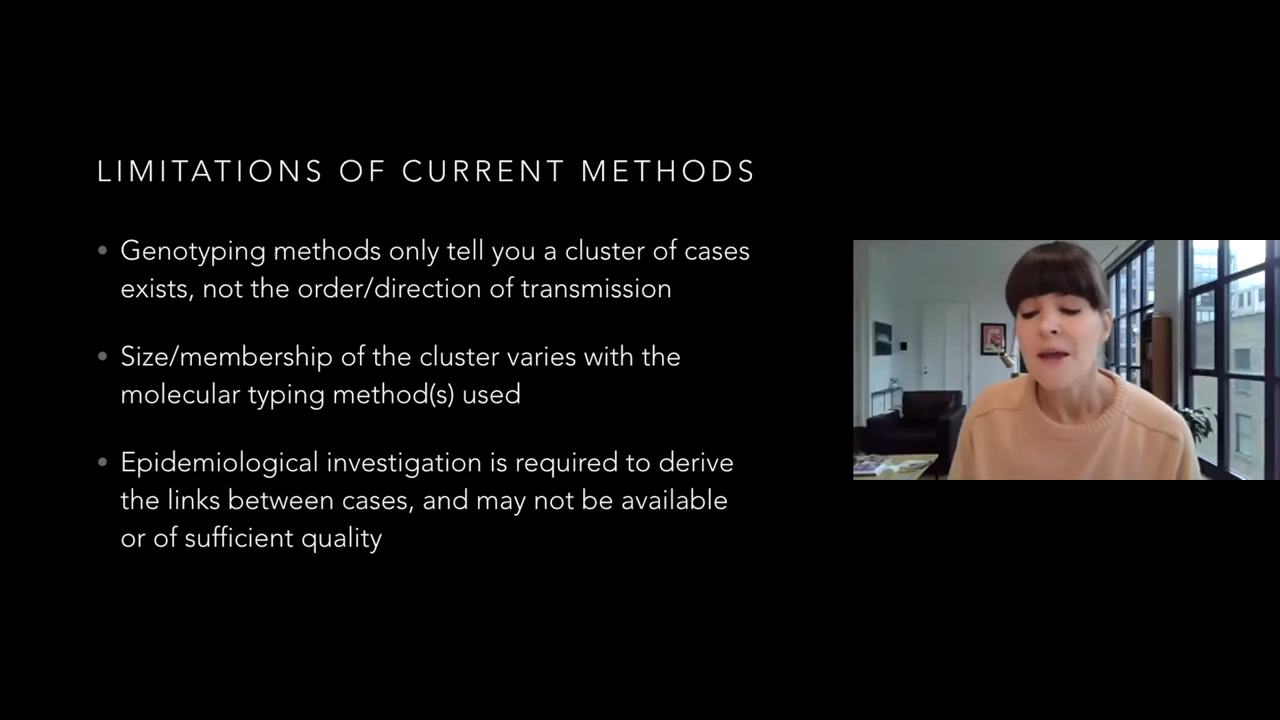 LIMITATIONS OF CURRENT METHODS
• Genotyping methods only tell you a cluster of cases
exists, not the order/direction of transmission
• Size/membership of the cluster varies with the
molecular typing method(s) used
• Epidemiological investigation is required to derive
the links between cases, and may not be available
or of sufficient quality